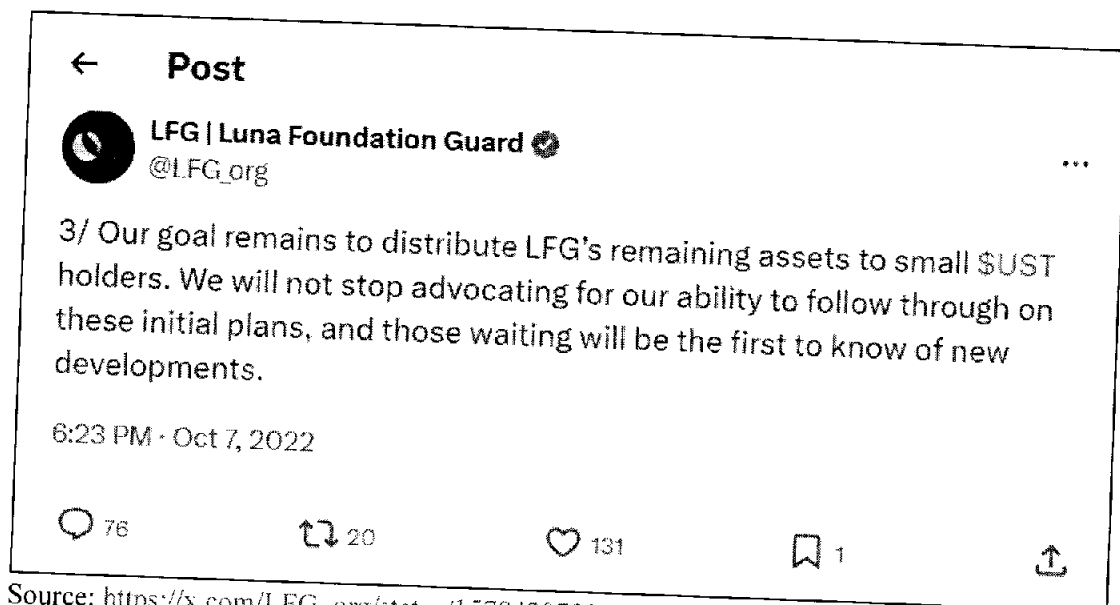 ← Post
LFG | Luna Foundation Guard
@LFG_org
...
3/ Our goal remains to distribute LFG's remaining assets to small $UST
holders. We will not stop advocating for our ability to follow through on
these initial plans, and those waiting will be the first to know of new
developments.
6:23 PM · Oct 7, 2022
76 20 131 1
Source: https://x.com/LFG_org/